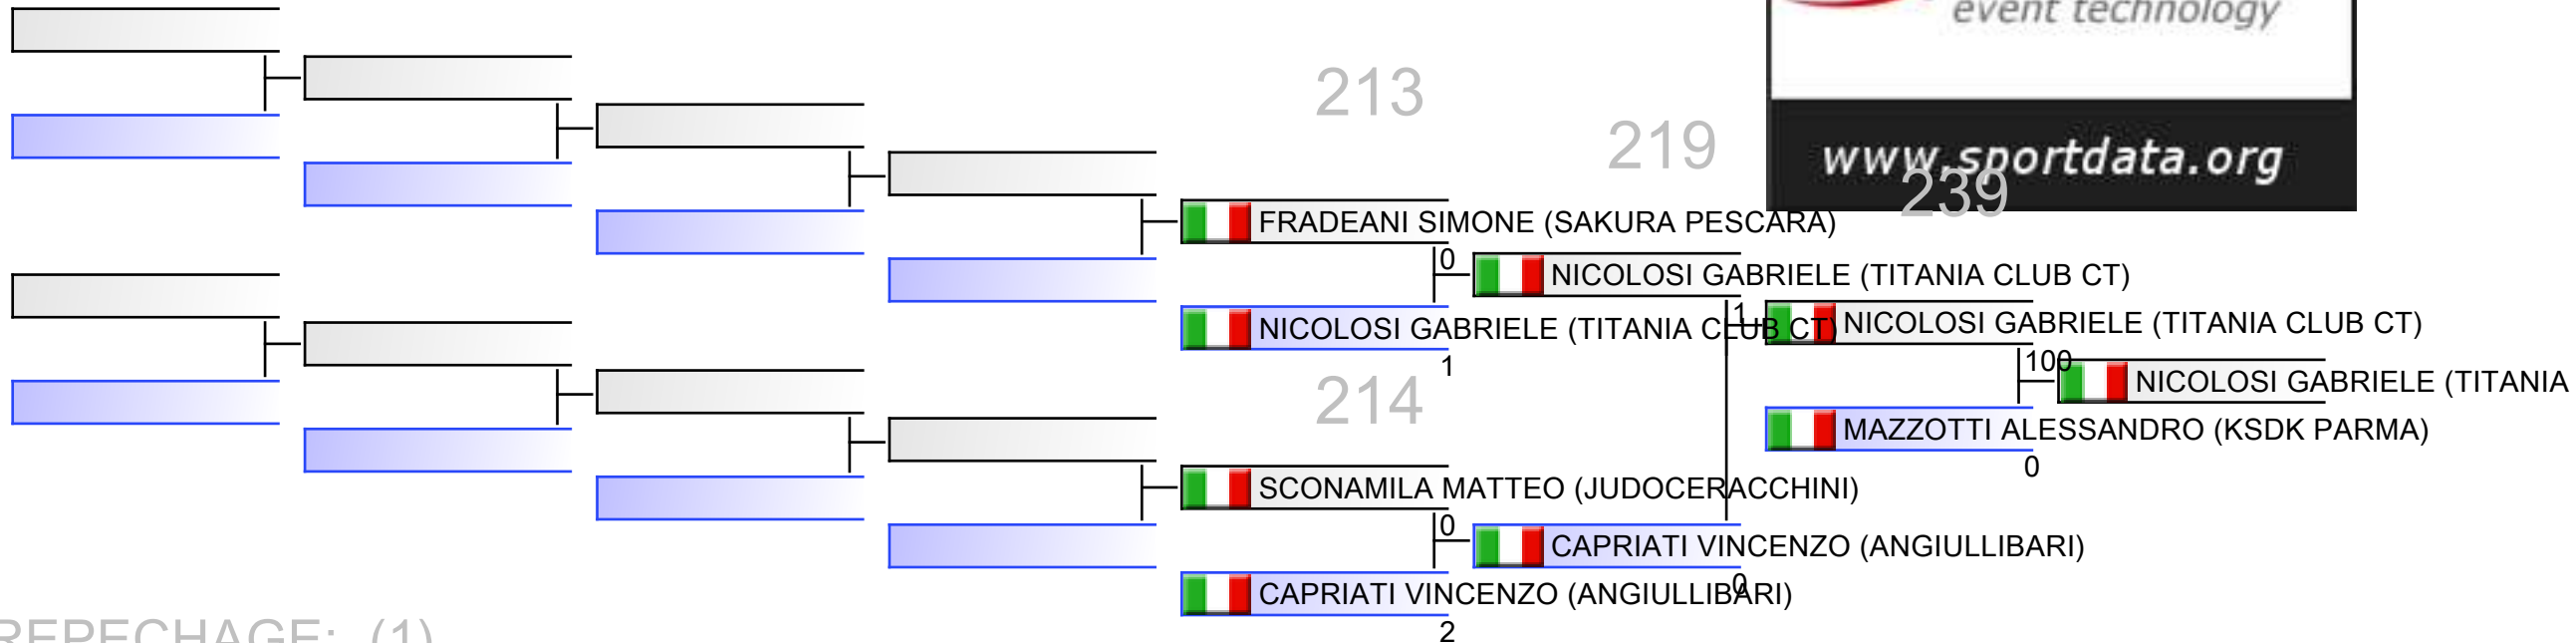 event technology
213
219
www.sportdata.org
239
FRADEANI SIMONE (SAKURA PESCARA)
0
NICOLOSI GABRIELE (TITANIA CLUB CT)
1
NICOLOSI GABRIELE (TITANIA CLUB CT)
NICOLOSI GABRIELE (TITANIA CLUB CT)
1
100
NICOLOSI GABRIELE (TITANIA
214
MAZZOTTI ALESSANDRO (KSDK PARMA)
0
SCONAMILA MATTEO (JUDOCERACCHINI)
0
CAPRIATI VINCENZO (ANGIULLIBARI)
0
CAPRIATI VINCENZO (ANGIULLIBARI)
2
REPECHAGE: (1)